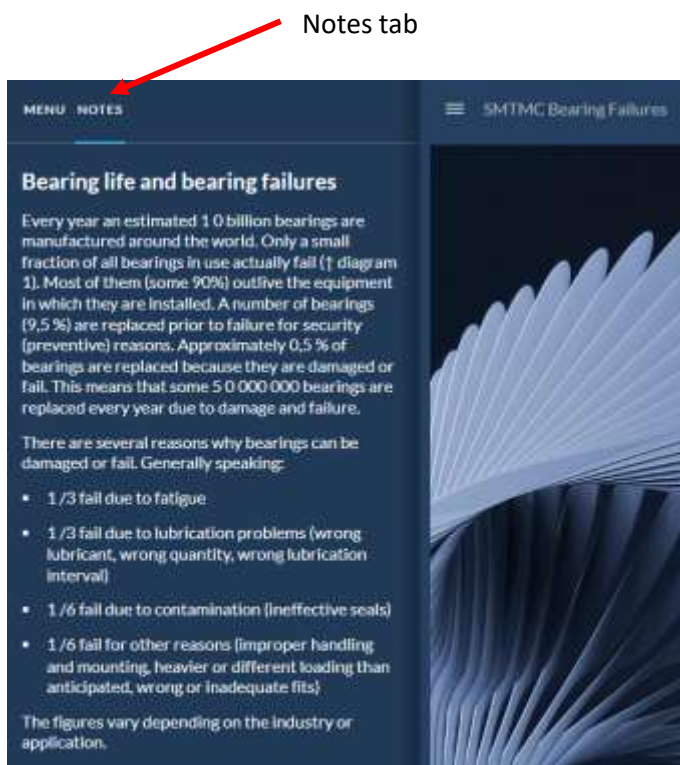 Notes tab
MENU NOTES
SMTMC Bearing Failures
Bearing life and bearing failures
Every year an estimated 1 0 billion bearings are
manufactured around the world. Only a small
fraction of all bearings in use actually fail (↑ diagram
1). Most of them (some 90%) outlive the equipment
in which they are installed. A number of bearings
(9,5 %) are replaced prior to failure for security
(preventive) reasons. Approximately 0,5 % of
bearings are replaced because they are damaged or
fail. This means that some 5 0 000 000 bearings are
replaced every year due to damage and failure.
There are several reasons why bearings can be
damaged or fail. Generally speaking:
• 1 /3 fail due to fatigue
• 1 /3 fail due to lubrication problems (wrong
lubricant, wrong quantity, wrong lubrication
interval)
• 1 /6 fail due to contamination (ineffective seals)
• 1 /6 fail for other reasons (improper handling
and mounting, heavier or different loading than
anticipated, wrong or inadequate fits)
The figures vary depending on the industry or
application.